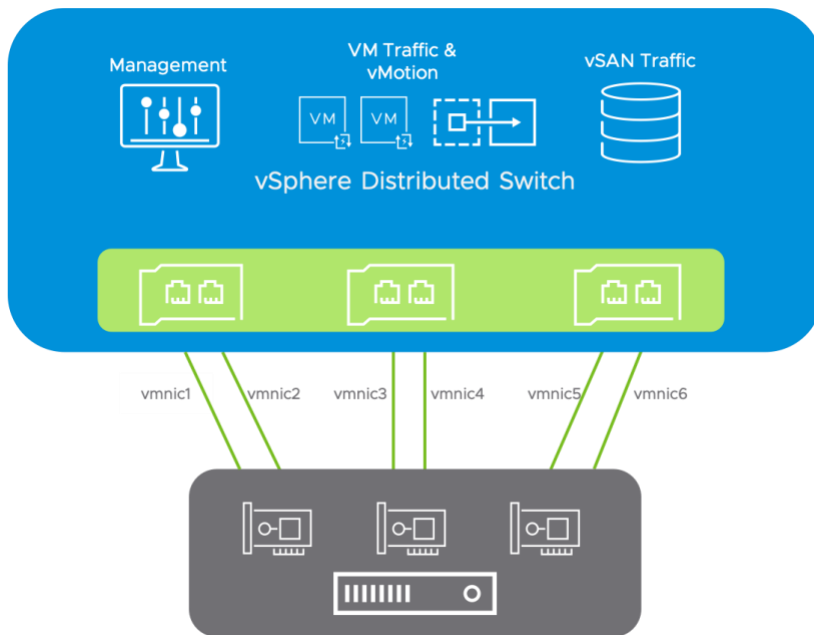 Management
VM Traffic &
vMotion
vSAN Traffic
VM
VM
vSphere Distributed Switch
vmnic1
vmnic2
vmnic3
vmnic4
vmnic5
vmnic6